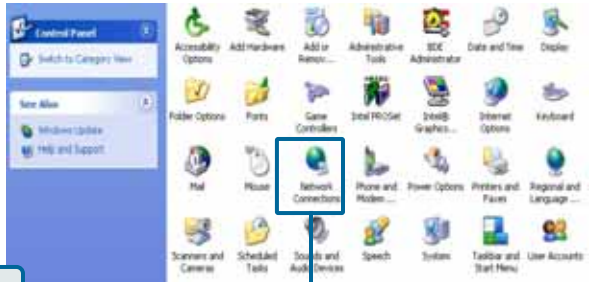 Control Panel
Switch to Category View
See Also
Windows Update
Help and Support
Accessibility Options
Add Hardware
Add or Remov...
Administrative Tools
BDE Administrator
Date and Time
Display
Folder Options
Fonts
Game Controllers
Intel PROSet
Intel® Graphics...
Internet Options
Keyboard
Mail
Mouse
Network Connections
Phone and Modem ...
Power Options
Printers and Faxes
Regional and Language ...
Scanners and Cameras
Scheduled Tasks
Sounds and Audio Devices
Speech
System
Taskbar and Start Menu
User Accounts